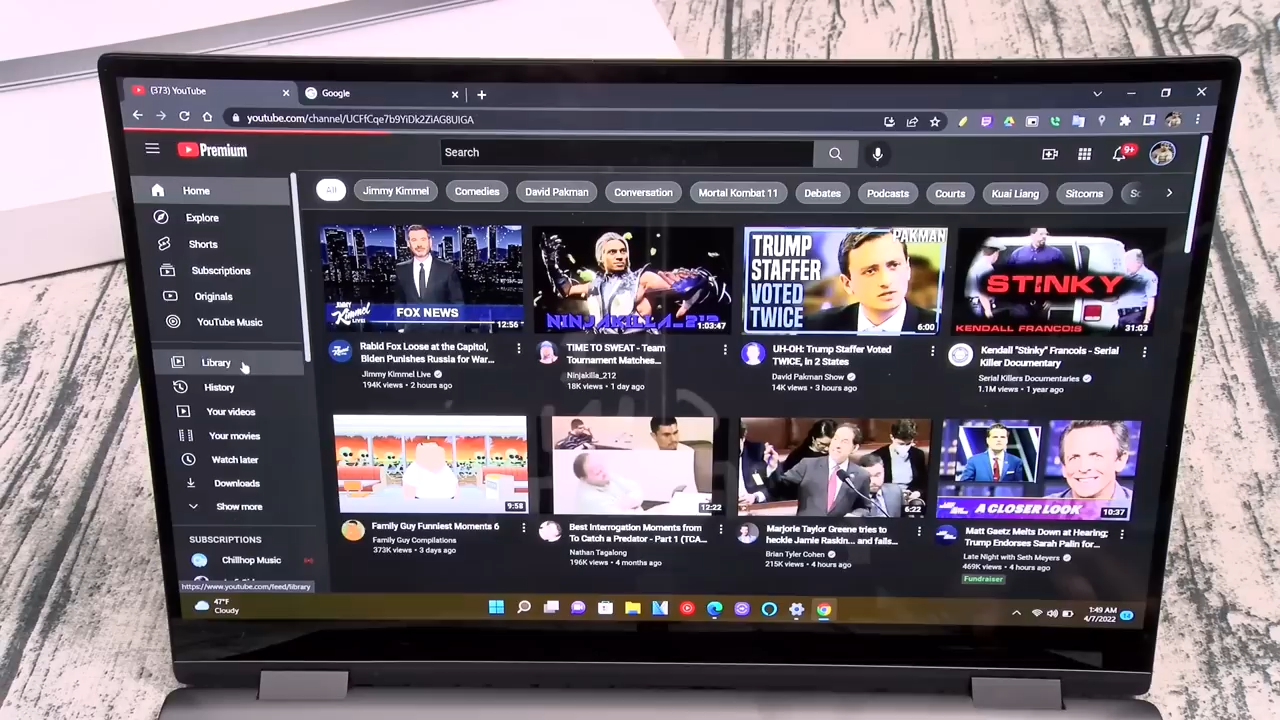 (373) YouTube
Google
youtube.com/channel/UCFfCqe7b9YiDk2ZiAG8UIGA
Premium
Search
9+
Home
Explore
Shorts
Subscriptions
Originals
YouTube Music
Library
History
Your videos
Your movies
Watch later
Downloads
Show more
SUBSCRIPTIONS
Chillhop Music
https://www.youtube.com/feed/library
All
Jimmy Kimmel
Comedies
David Pakman
Conversation
Mortal Kombat 11
Debates
Podcasts
Courts
Kuai Liang
Sitcoms
JIMMY
Kimmel
LIVE!
FOX NEWS
12:56
Rabid Fox Loose at the Capitol,
Biden Punishes Russia for War...
Jimmy Kimmel Live
194K views • 2 hours ago
NINJAKILLA_212
1:03:47
TIME TO SWEAT - Team
Tournament Matches...
Ninjakilla_212
18K views • 1 day ago
PAKMAN
TRUMP
STAFFER
VOTED
TWICE
6:00
UH-OH: Trump Staffer Voted
TWICE, in 2 States
David Pakman Show
14K views • 3 hours ago
STINKY
KENDALL FRANCOIS
31:03
Kendall "Stinky" Francois - Serial
Killer Documentary
Serial Killers Documentaries
1.1M views • 1 year ago
9:58
Family Guy Funniest Moments 6
Family Guy Compilations
373K views • 3 days ago
12:22
Best Interrogation Moments from
To Catch a Predator - Part 1 (TCA...
Nathan Tagalong
196K views • 4 months ago
6:22
Marjorie Taylor Greene tries to
heckle Jamie Raskin... and fails...
Brian Tyler Cohen
215K views • 4 hours ago
A CLOSER LOOK
10:37
Matt Gaetz Melts Down at Hearing;
Trump Endorses Sarah Palin for...
Late Night with Seth Meyers
469K views • 4 hours ago
Fundraiser
47°F
Cloudy
1:49 AM
4/7/2022